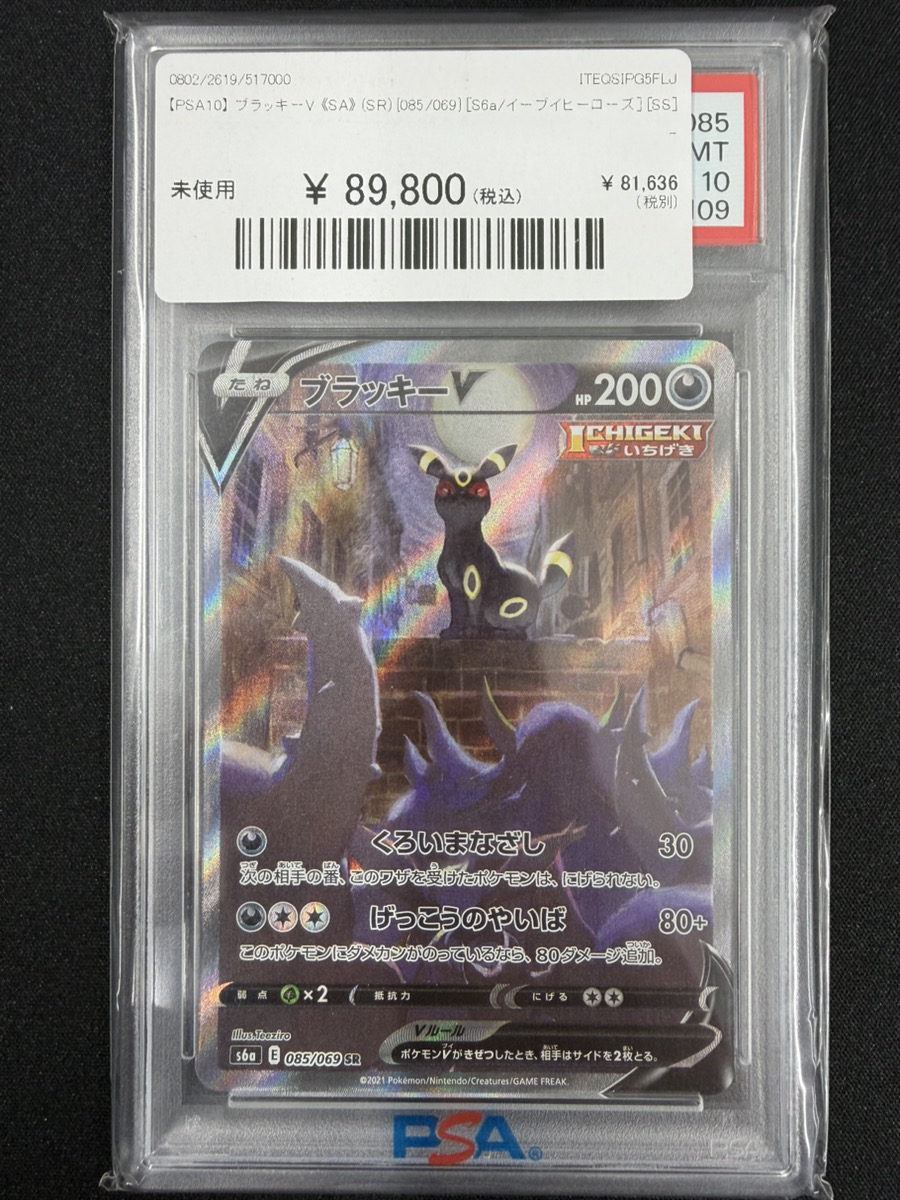 0802/2619/517000 ITEQSIPG5FLJ
【PSA10】ブラッキーV《SA》(SR){085/069}[S6a/イーブイヒーローズ][SS]
-
未使用 ¥ 89,800(税込) ¥ 81,636
(税別)
085
MT
10
109
たね ブラッキーV HP200
ICHIGEKI
いちげき
くろいまなざし 30
次の相手の番、このワザを受けたポケモンは、にげられない。
げっこうのやいば 80+
このポケモンにダメカンがのっているなら、80ダメージ追加。
弱点 ×2 抵抗力 にげる
Illus.Teeziro
Vルール
s6a E 085/069 SR ポケモンVがきぜつしたとき、相手はサイドを2枚とる。
©2021 Pokémon/Nintendo/Creatures/GAME FREAK.
PSA®